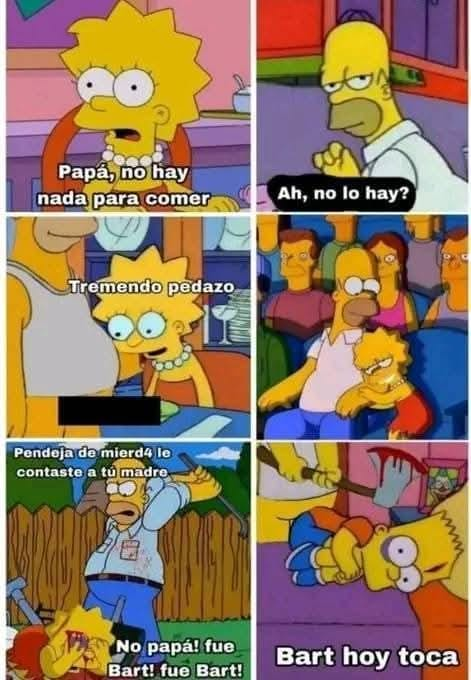 Papá, no hay
nada para comer
Ah, no lo hay?
Tremendo pedazo
Pendeja de mierd4 le
contaste a tú madre
No papá! fue
Bart! fue Bart!
Bart hoy toca